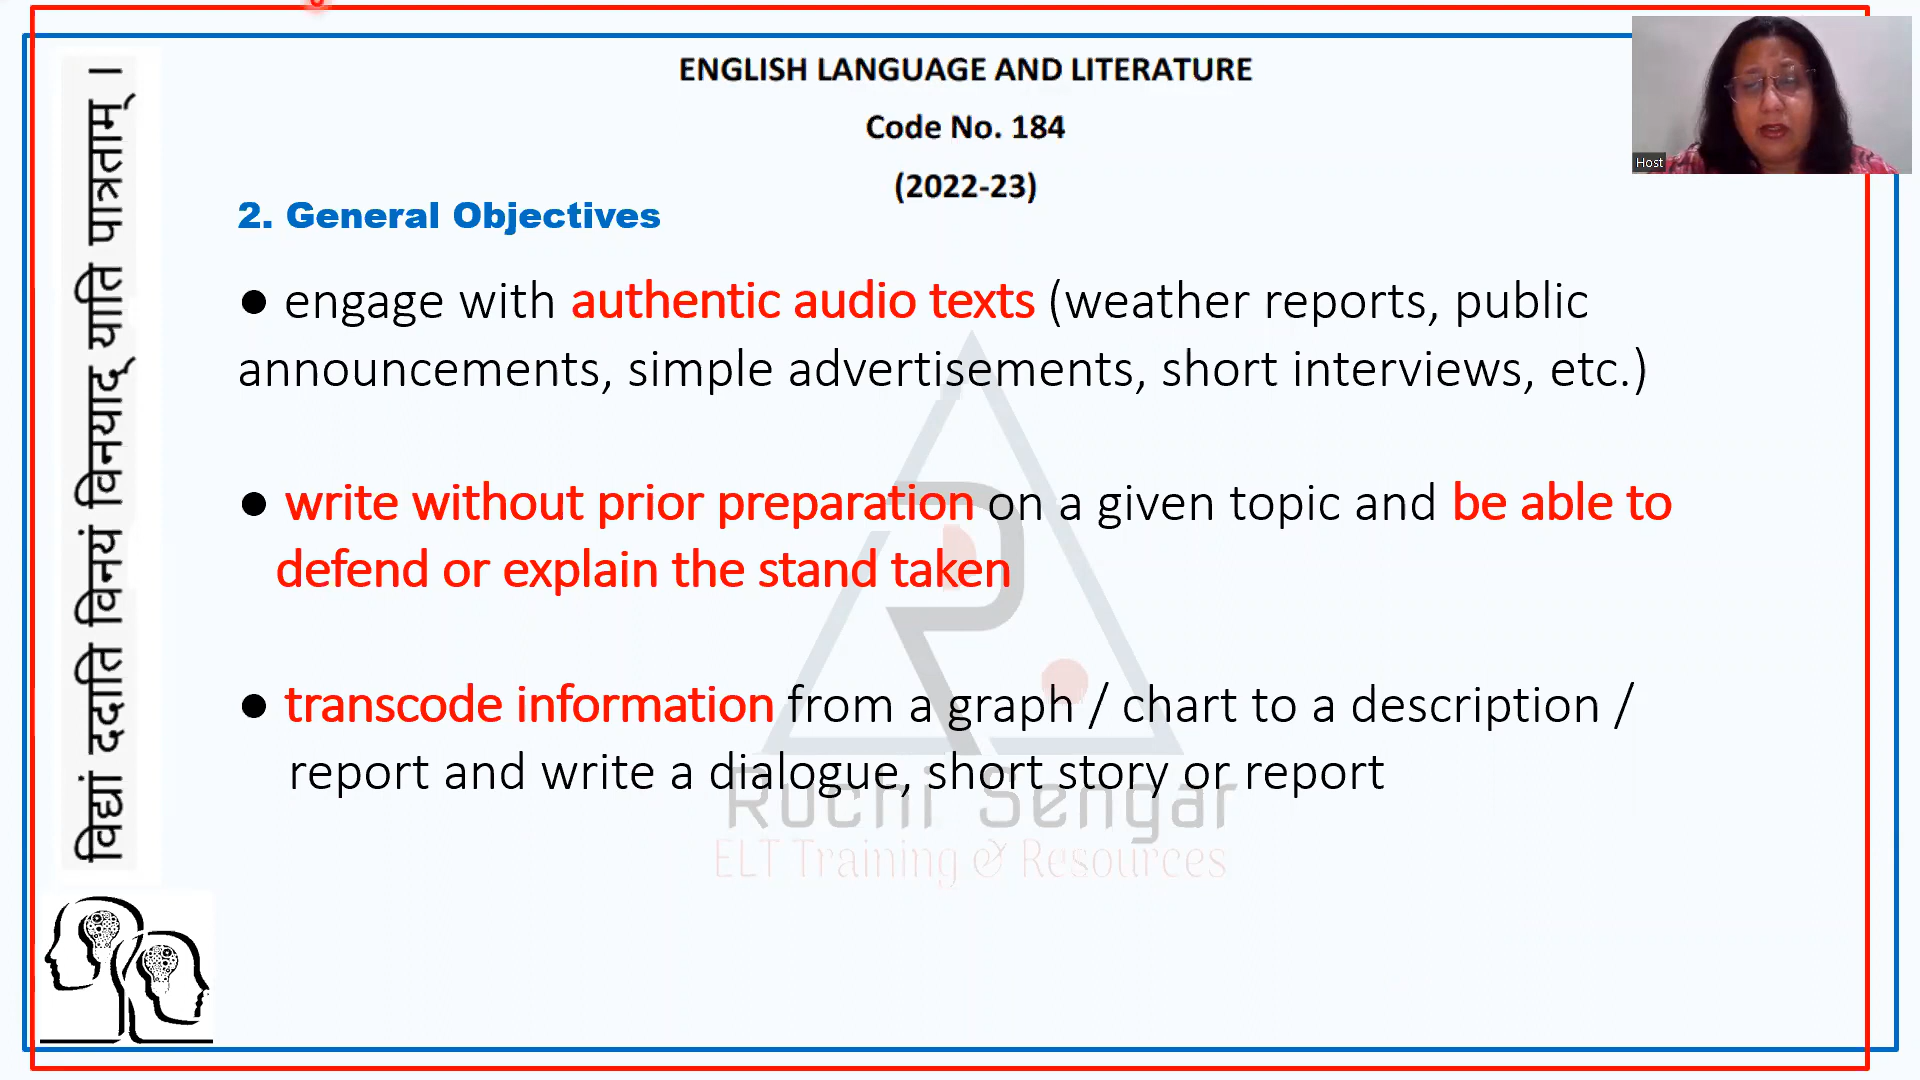 ENGLISH LANGUAGE AND LITERATURE
Code No. 184
(2022-23)
2. General Objectives
● engage with authentic audio texts (weather reports, public
announcements, simple advertisements, short interviews, etc.)
● write without prior preparation on a given topic and be able to
defend or explain the stand taken
● transcode information from a graph / chart to a description /
report and write a dialogue, short story or report
Ruchi Sengar
ELT Training & Resources
विद्यां ददाति विनयं विनयाद् याति पात्रताम् ।
Host